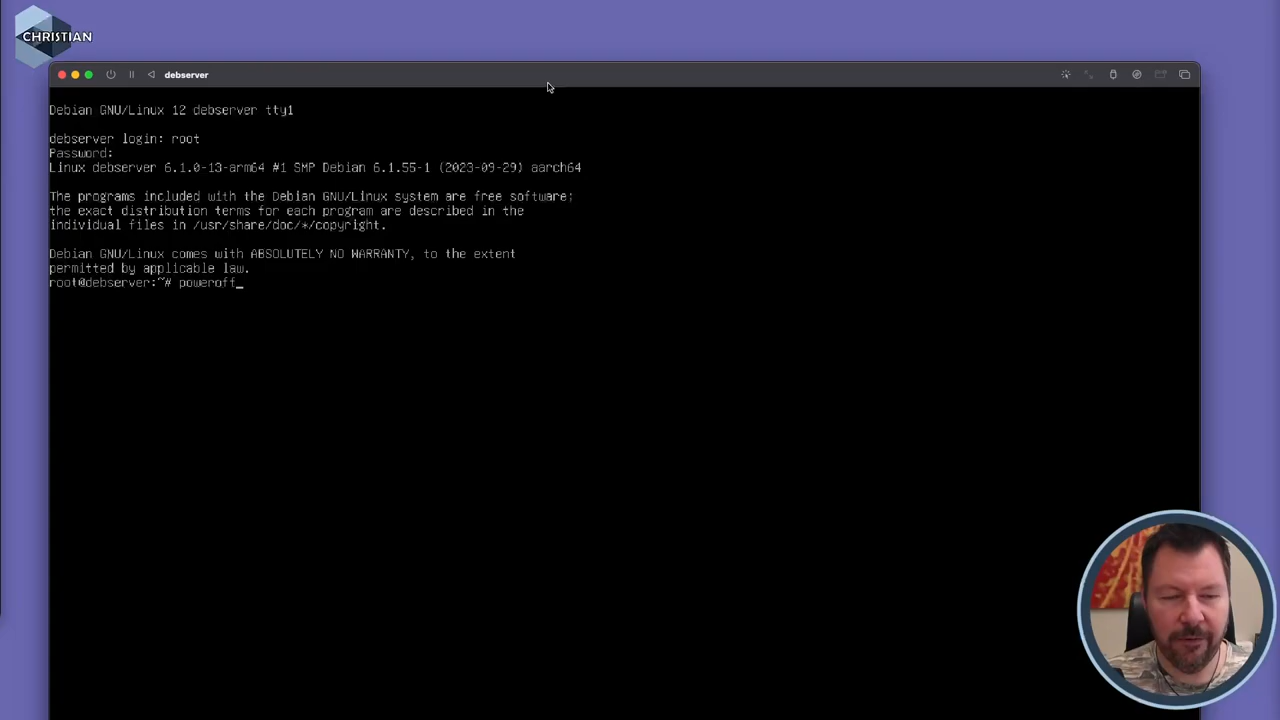 CHRISTIAN
debserver
Debian GNU/Linux 12 debserver tty1
debserver login: root
Password:
Linux debserver 6.1.0-13-arm64 #1 SMP Debian 6.1.55-1 (2023-09-29) aarch64
The programs included with the Debian GNU/Linux system are free software;
the exact distribution terms for each program are described in the
individual files in /usr/share/doc/*/copyright.
Debian GNU/Linux comes with ABSOLUTELY NO WARRANTY, to the extent
permitted by applicable law.
root@debserver:~# poweroff_